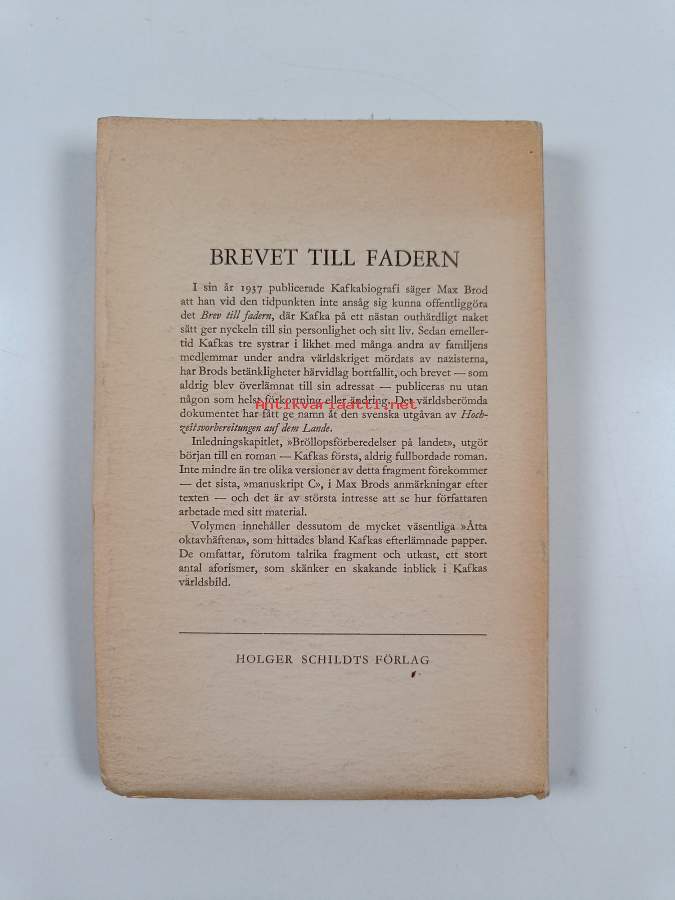 BREVET TILL FADERN
I sin år 1937 publicerade Kafkabiografi säger Max Brod
att han vid den tidpunkten inte ansåg sig kunna offentliggöra
det Brev till fadern, där Kafka på ett nästan outhärdligt naket
sätt ger nyckeln till sin personlighet och sitt liv. Sedan emeller-
tid Kafkas tre systrar i likhet med många andra av familjens
medlemmar under andra världskriget mördats av nazisterna,
har Brods betänkligheter härvidlag bortfallit, och brevet — som
aldrig blev överlämnat till sin adressat — publiceras nu utan
någon som helst förkortning eller ändring. Det världsberömda
Antikvariaatti.net
dokumentet har fått ge namn åt den svenska utgåvan av Hoch-
zeitsvorbereitungen auf dem Lande.
Inledningskapitlet, »Bröllopsförberedelser på landet», utgör
början till en roman — Kafkas första, aldrig fullbordade roman.
Inte mindre än tre olika versioner av detta fragment förekommer
— det sista, »manuskript C», i Max Brods anmärkningar efter
texten — och det är av största intresse att se hur författaren
arbetade med sitt material.
Volymen innehåller dessutom de mycket väsentliga »Åtta
oktavhäftena», som hittades bland Kafkas efterlämnade papper.
De omfattar, förutom talrika fragment och utkast, ett stort
antal aforismer, som skänker en skakande inblick i Kafkas
världsbild.
HOLGER SCHILDTS FÖRLAG